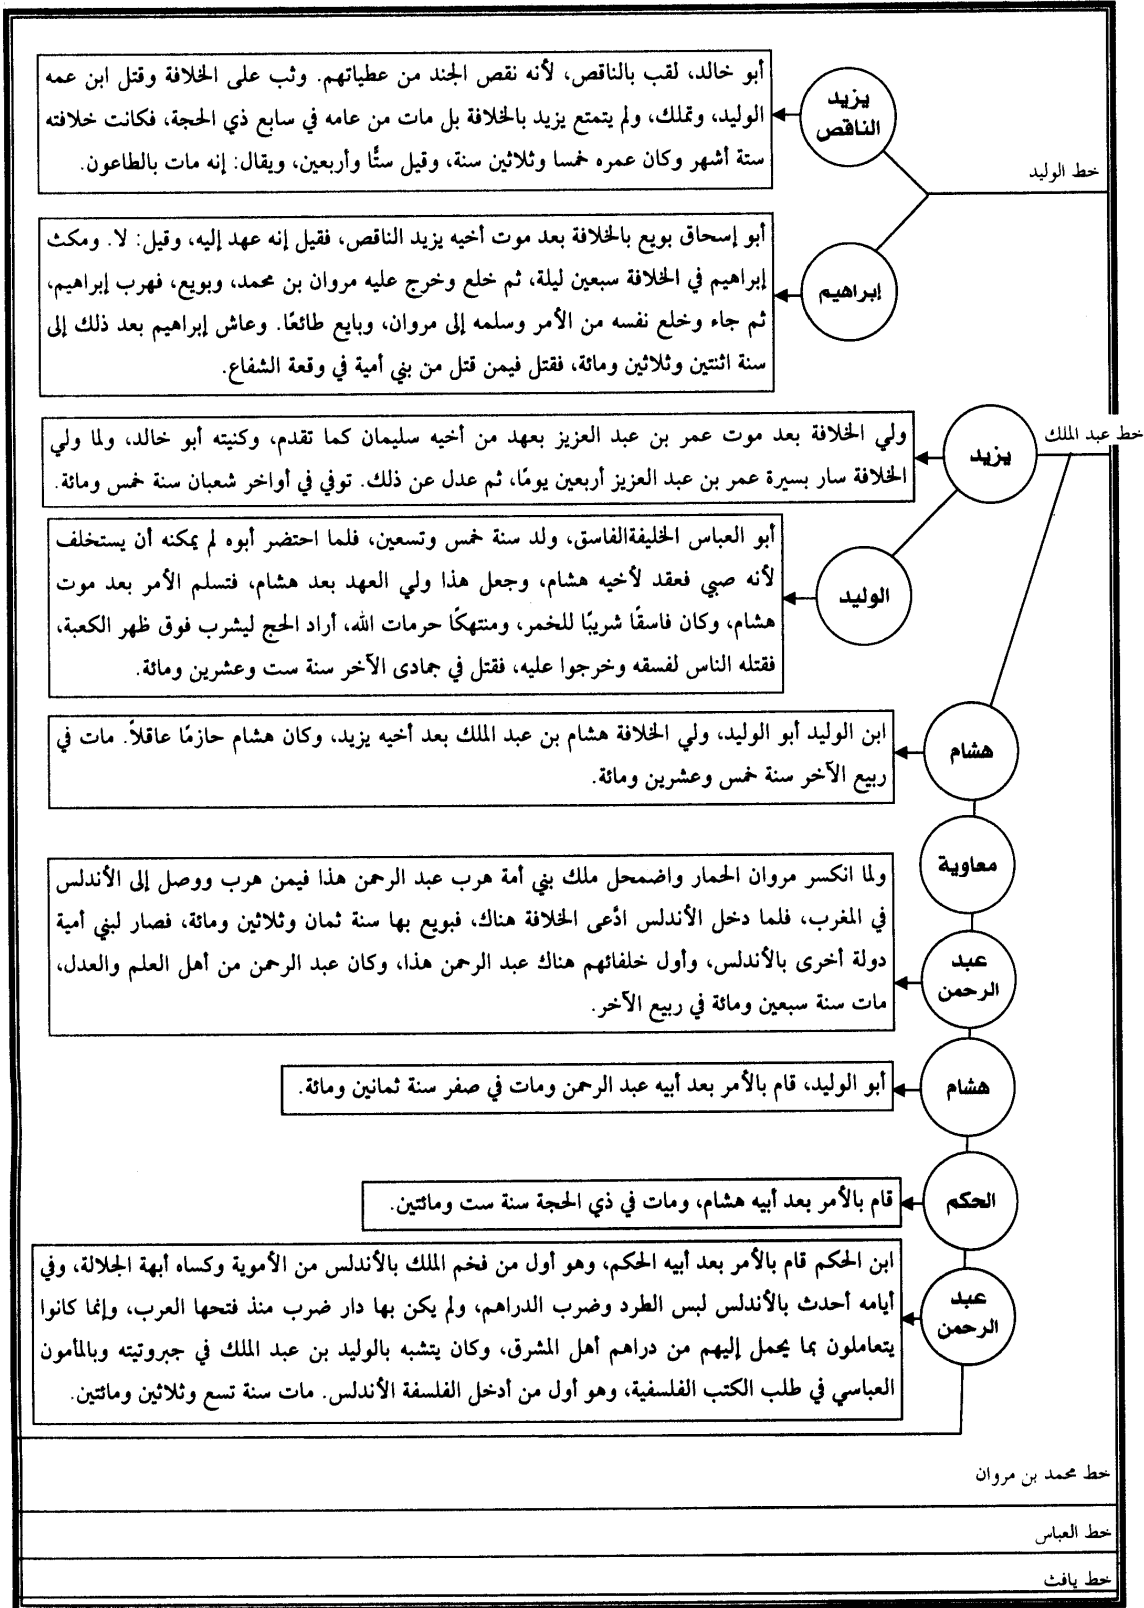 خط الوليد
يزيد
الناقص
أبو خالد، لقب بالناقص، لأنه نقص الجند من عطياتهم. وثب على الخلافة وقتل ابن عمه
الوليد، وتملك، ولم يتمتع يزيد بالخلافة بل مات من عامه في سابع ذي الحجة، فكانت خلافته
ستة أشهر وكان عمره خمسا وثلاثين سنة، وقيل ستًّا وأربعين، ويقال: إنه مات بالطاعون.
إبراهيم
أبو إسحاق بويع بالخلافة بعد موت أخيه يزيد الناقص، فقيل إنه عهد إليه، وقيل: لا. ومكث
إبراهيم في الخلافة سبعين ليلة، ثم خلع وخرج عليه مروان بن محمد، وبويع، فهرب إبراهيم،
ثم جاء وخلع نفسه من الأمر وسلمه إلى مروان، وبايع طائعًا. وعاش إبراهيم بعد ذلك إلى
سنة اثنتين وثلاثين ومائة، فقتل فيمن قتل من بني أمية في وقعة الشفاع.
خط عبد الملك
يزيد
ولي الخلافة بعد موت عمر بن عبد العزيز بعهد من أخيه سليمان كما تقدم، وكنيته أبو خالد، ولما ولي
الخلافة سار بسيرة عمر بن عبد العزيز أربعين يومًا، ثم عدل عن ذلك. توفي في أواخر شعبان سنة خمس ومائة.
الوليد
أبو العباس الخليفةالفاسق، ولد سنة خمس وتسعين، فلما احتضر أبوه لم يمكنه أن يستخلف
لأنه صبي فعقد لأخيه هشام، وجعل هذا ولي العهد بعد هشام، فتسلم الأمر بعد موت
هشام، وكان فاسقًا شريبًا للخمر، ومنتهكًا حرمات الله، أراد الحج ليشرب فوق ظهر الكعبة،
فقتله الناس لفسقه وخرجوا عليه، فقتل في جمادى الآخر سنة ست وعشرين ومائة.
هشام
ابن الوليد أبو الوليد، ولي الخلافة هشام بن عبد الملك بعد أخيه يزيد، وكان هشام حازمًا عاقلاً. مات في
ربيع الآخر سنة خمس وعشرين ومائة.
معاوية
عبد
الرحمن
ولما انكسر مروان الحمار واضمحل ملك بني أمة هرب عبد الرحمن هذا فيمن هرب ووصل إلى الأندلس
في المغرب، فلما دخل الأندلس ادَّعى الخلافة هناك، فبويع بها سنة ثمان وثلاثين ومائة، فصار لبني أمية
دولة أخرى بالأندلس، وأول خلفائهم هناك عبد الرحمن هذا، وكان عبد الرحمن من أهل العلم والعدل،
مات سنة سبعين ومائة في ربيع الآخر.
هشام
أبو الوليد، قام بالأمر بعد أبيه عبد الرحمن ومات في صفر سنة ثمانين ومائة.
الحكم
قام بالأمر بعد أبيه هشام، ومات في ذي الحجة سنة ست ومائتين.
عبد
الرحمن
ابن الحكم قام بالأمر بعد أبيه الحكم، وهو أول من فخم الملك بالأندلس من الأموية وكساه أبهة الجلالة، وفي
أيامه أحدث بالأندلس لبس الطرد وضرب الدراهم، ولم يكن بها دار ضرب منذ فتحها العرب، وإنما كانوا
يتعاملون بما يحمل إليهم من دراهم أهل المشرق، وكان يتشبه بالوليد بن عبد الملك في جبروتيته وبالمأمون
العباسي في طلب الكتب الفلسفية، وهو أول من أدخل الفلسفة الأندلس. مات سنة تسع وثلاثين ومائتين.
خط محمد بن مروان
خط العباس
خط يافث